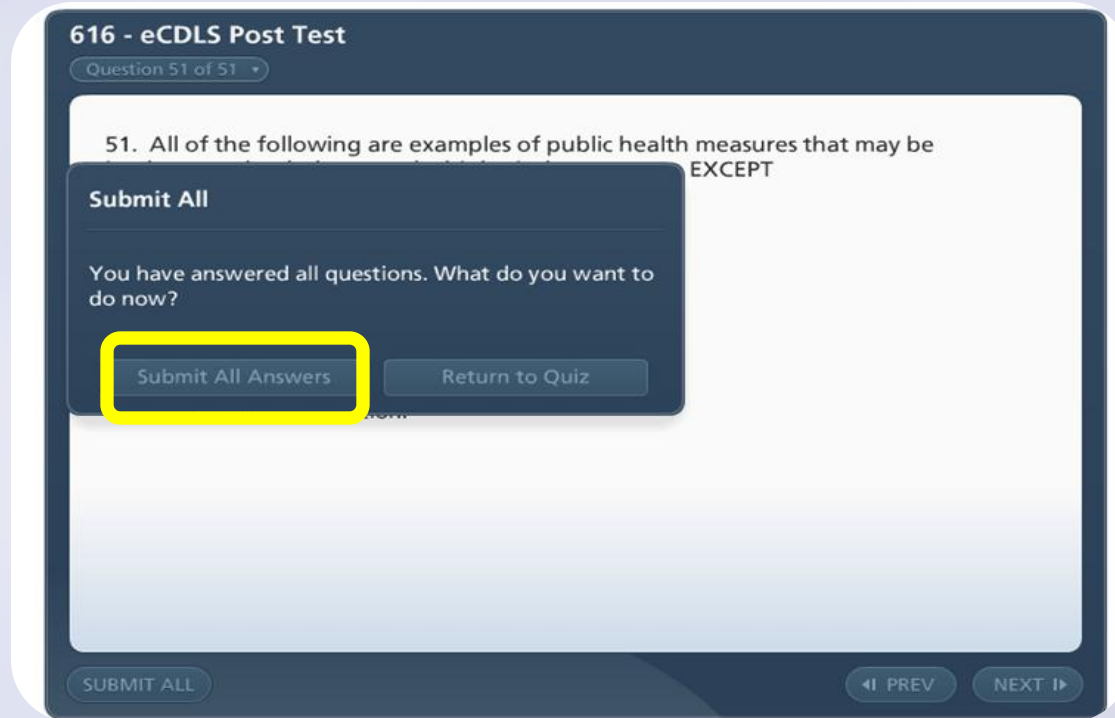 616 - eCDLS Post Test
Question 51 of 51
51. All of the following are examples of public health measures that may be
EXCEPT
Submit All
You have answered all questions. What do you want to
do now?
Submit All Answers
Return to Quiz
SUBMIT ALL
PREV
NEXT